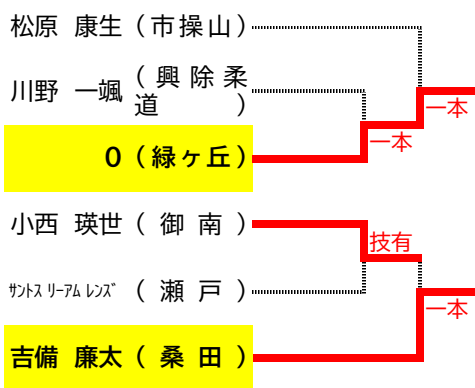 松原 康生（市操山）
川野 一颯（興除柔道）
一本
一本
0（緑ヶ丘）
小西 瑛世（御南）
技有
サントス リーアム レンズ（瀬戸）
一本
吉備 廉太（桑田）